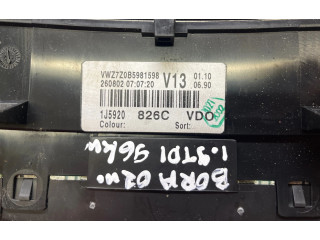 VWZ7Z0B5981598 V13 01.10
260802 07:07:20 06.90
1J5920 826C VDO
Colour: Sort:
BORA 02W.
1.9TDI 96kW